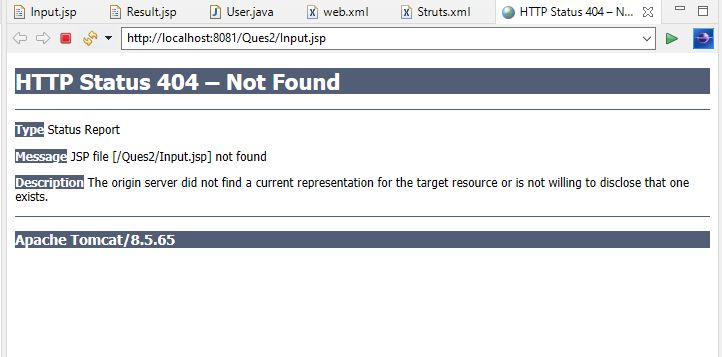 Input.jsp Result.jsp User.java web.xml Struts.xml HTTP Status 404 – N...
http://localhost:8081/Ques2/Input.jsp
HTTP Status 404 – Not Found
Type Status Report
Message JSP file [/Ques2/Input.jsp] not found
Description The origin server did not find a current representation for the target resource or is not willing to disclose that one
exists.
Apache Tomcat/8.5.65